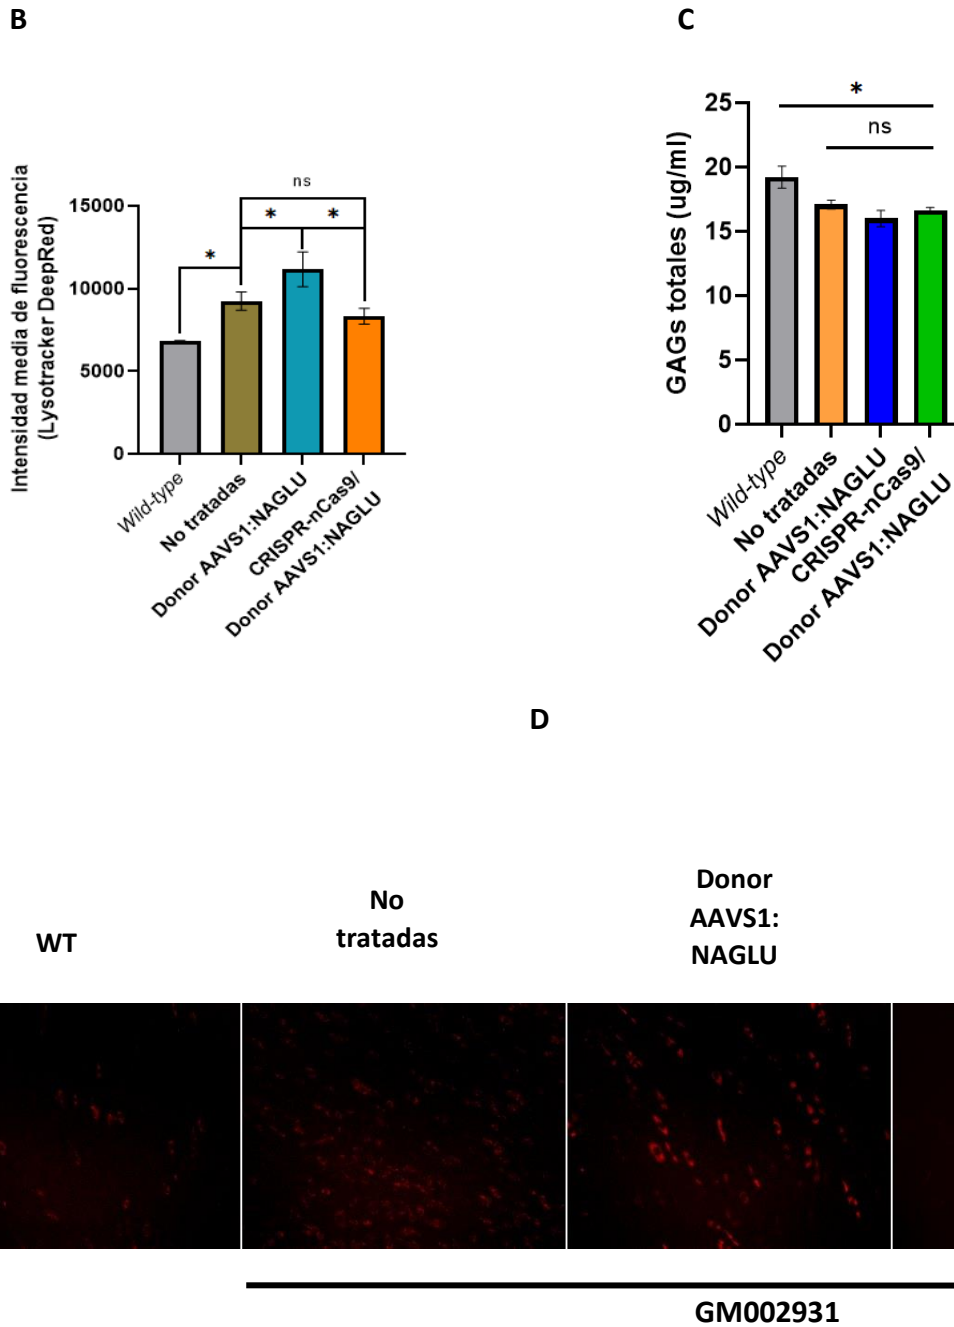 B
C
Intensidad media de fluorescencia
(Lysotracker DeepRed)
15000
10000
5000
0
*
*
*
ns
Wild-type
No tratadas
Donor AAVS1:NAGLU
CRISPR-nCas9/
Donor AAVS1:NAGLU
GAGs totales (ug/ml)
25
20
15
10
5
0
*
ns
Wild-type
No tratadas
Donor AAVS1:NAGLU
CRISPR-nCas9/
Donor AAVS1:NAGLU
D
WT
No
tratadas
Donor
AAVS1:
NAGLU
GM002931